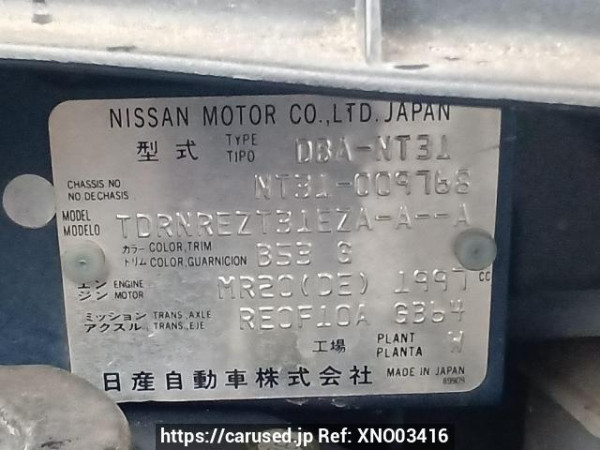 NISSAN MOTOR CO.,LTD. JAPAN
型式 TYPE TIPO DBA-NT31
CHASSIS NO NO DECHASIS NT31-009768
MODEL MODELO TDRNREZT31EZA-A--A
カラー COLOR,TRIM トリム COLOR,GUARNICION B53 G
エンジン ENGINE MOTOR MR20(DE) 1997 CC
ミッション TRANS.,AXLE アクスル TRANS.,EJE RE0F10A G364
工場 PLANT PLANTA W
日産自動車株式会社 MADE IN JAPAN
89909
https://carused.jp Ref: XNO03416